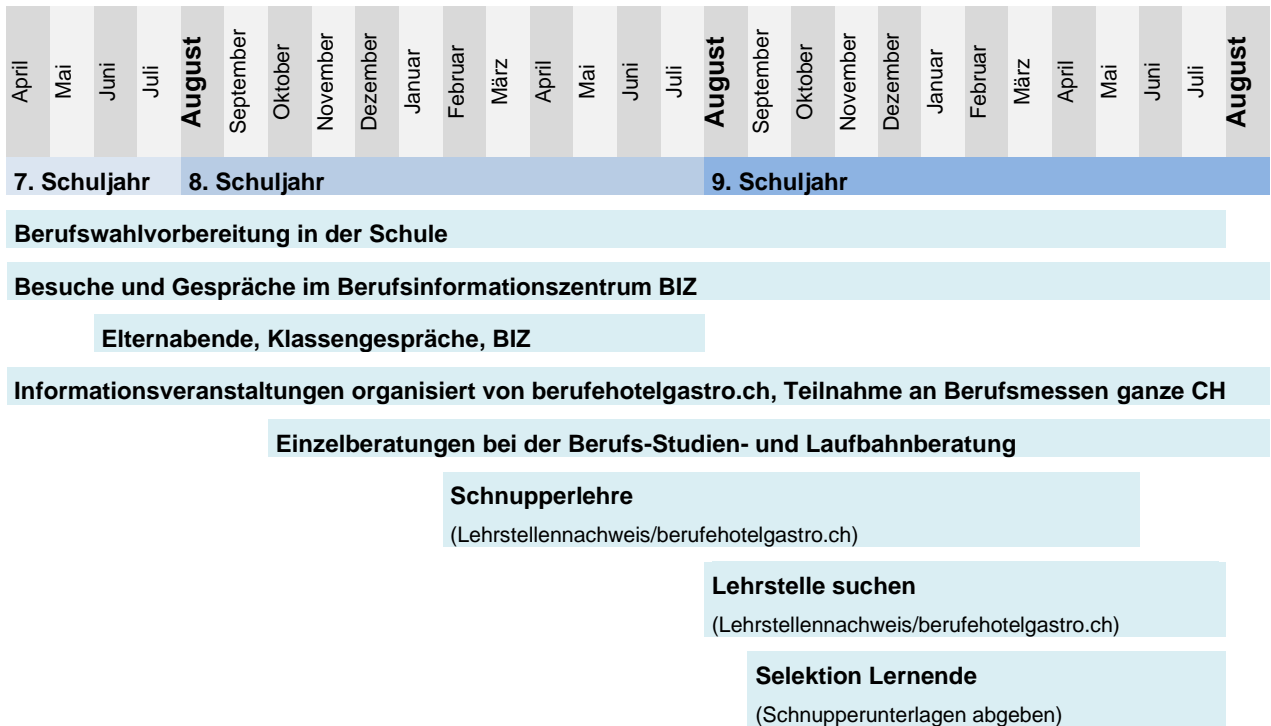 April Mai Juni Juli August September Oktober November Dezember Januar Februar März April Mai Juni Juli August September Oktober November Dezember Januar Februar März April Mai Juni Juli August
7. Schuljahr 8. Schuljahr 9. Schuljahr
Berufswahlvorbereitung in der Schule
Besuche und Gespräche im Berufsinformationszentrum BIZ
Elternabende, Klassengespräche, BIZ
Informationsveranstaltungen organisiert von berufehotelgastro.ch, Teilnahme an Berufsmessen ganze CH
Einzelberatungen bei der Berufs-Studien- und Laufbahnberatung
Schnupperlehre
(Lehrstellennachweis/berufehotelgastro.ch)
Lehrstelle suchen
(Lehrstellennachweis/berufehotelgastro.ch)
Selektion Lernende
(Schnupperunterlagen abgeben)